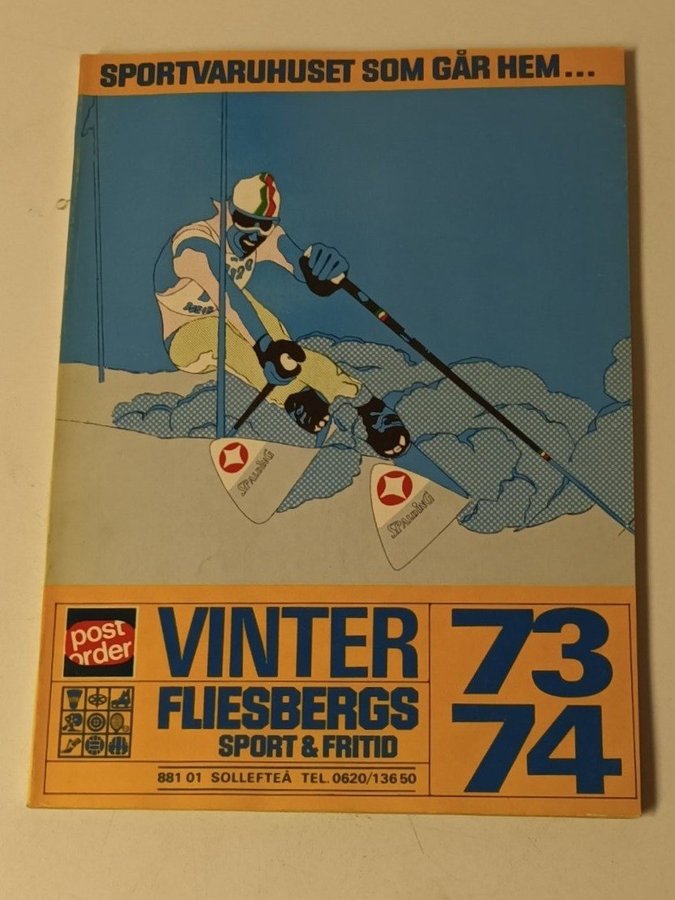 SPORTVARUHUSET SOM GÅR HEM...
SPALDING
SPALDING
post
order
VINTER
73
FLIESBERGS
74
SPORT & FRITID
881 01 SOLLEFTEÅ TEL. 0620/136 50